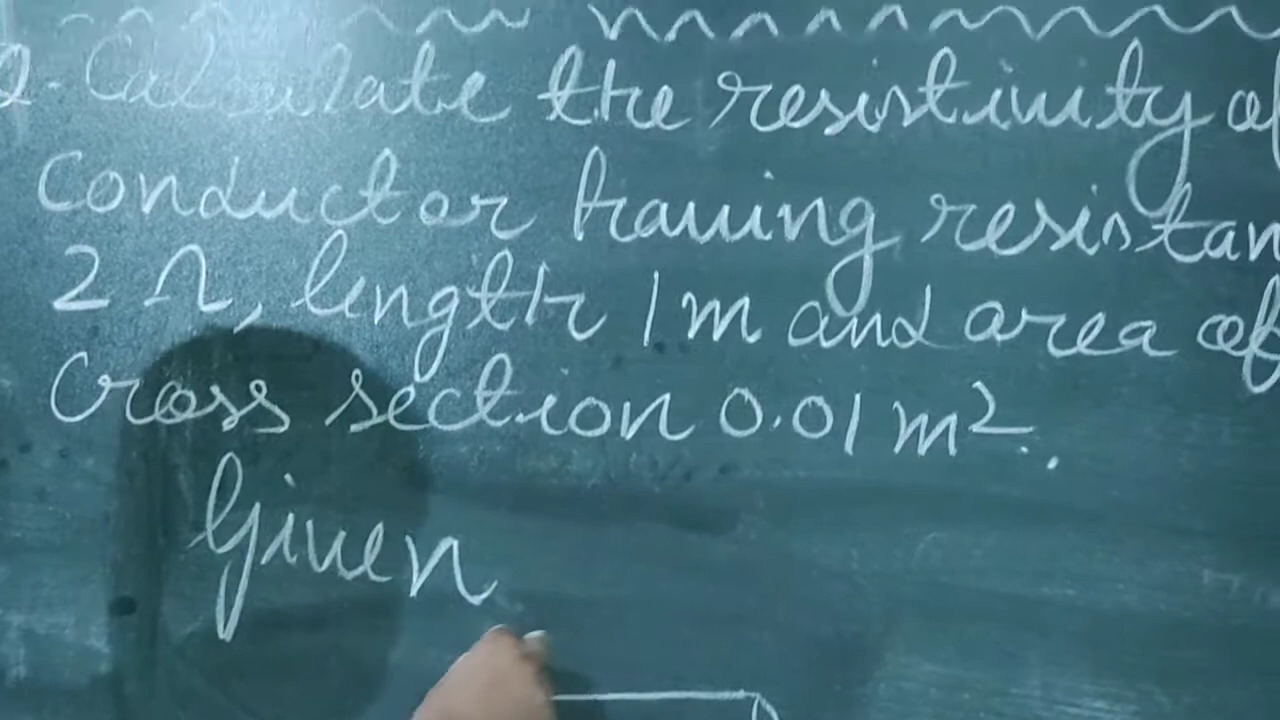 Q. Calculate the resistivity of
conductor having resistan
2 Ω, length 1m and area of
Cross section 0.01 m².
Given